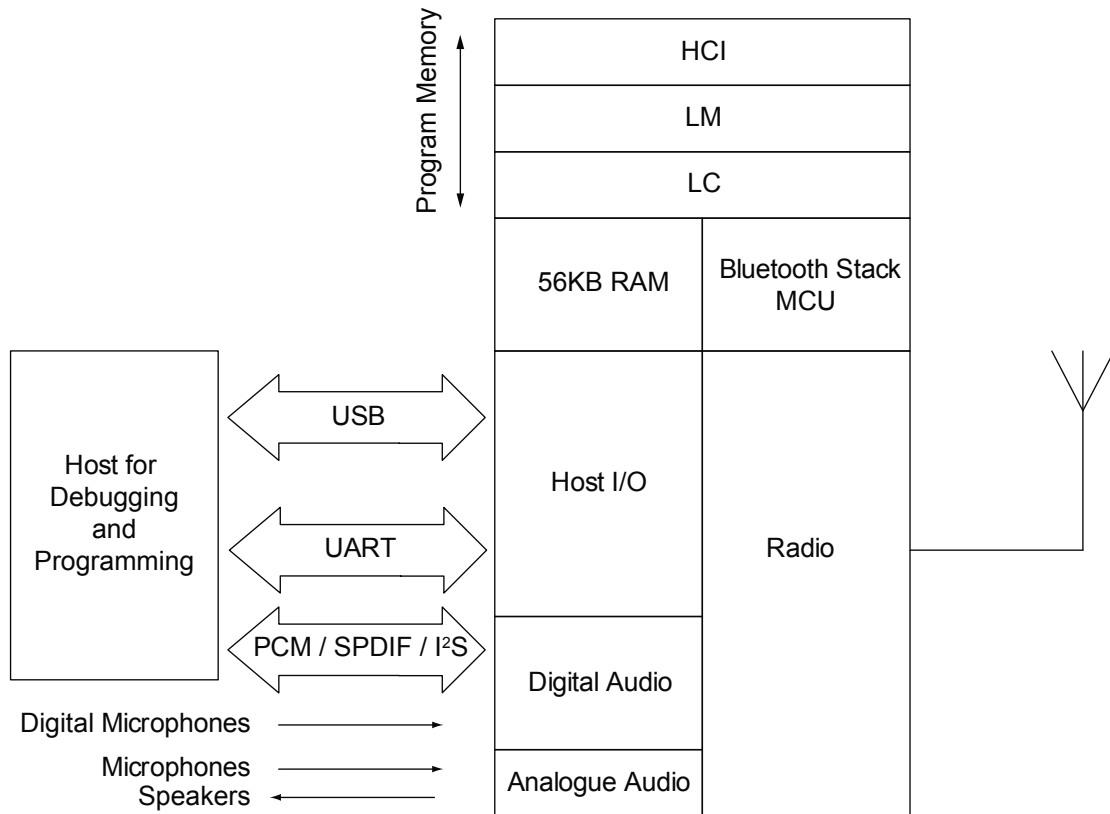 Program Memory
HCI
LM
LC
56KB RAM
Bluetooth Stack
MCU
Host for
Debugging
and
Programming
USB
UART
PCM / SPDIF / I²S
Host I/O
Radio
Digital Audio
Digital Microphones
Microphones
Speakers
Analogue Audio